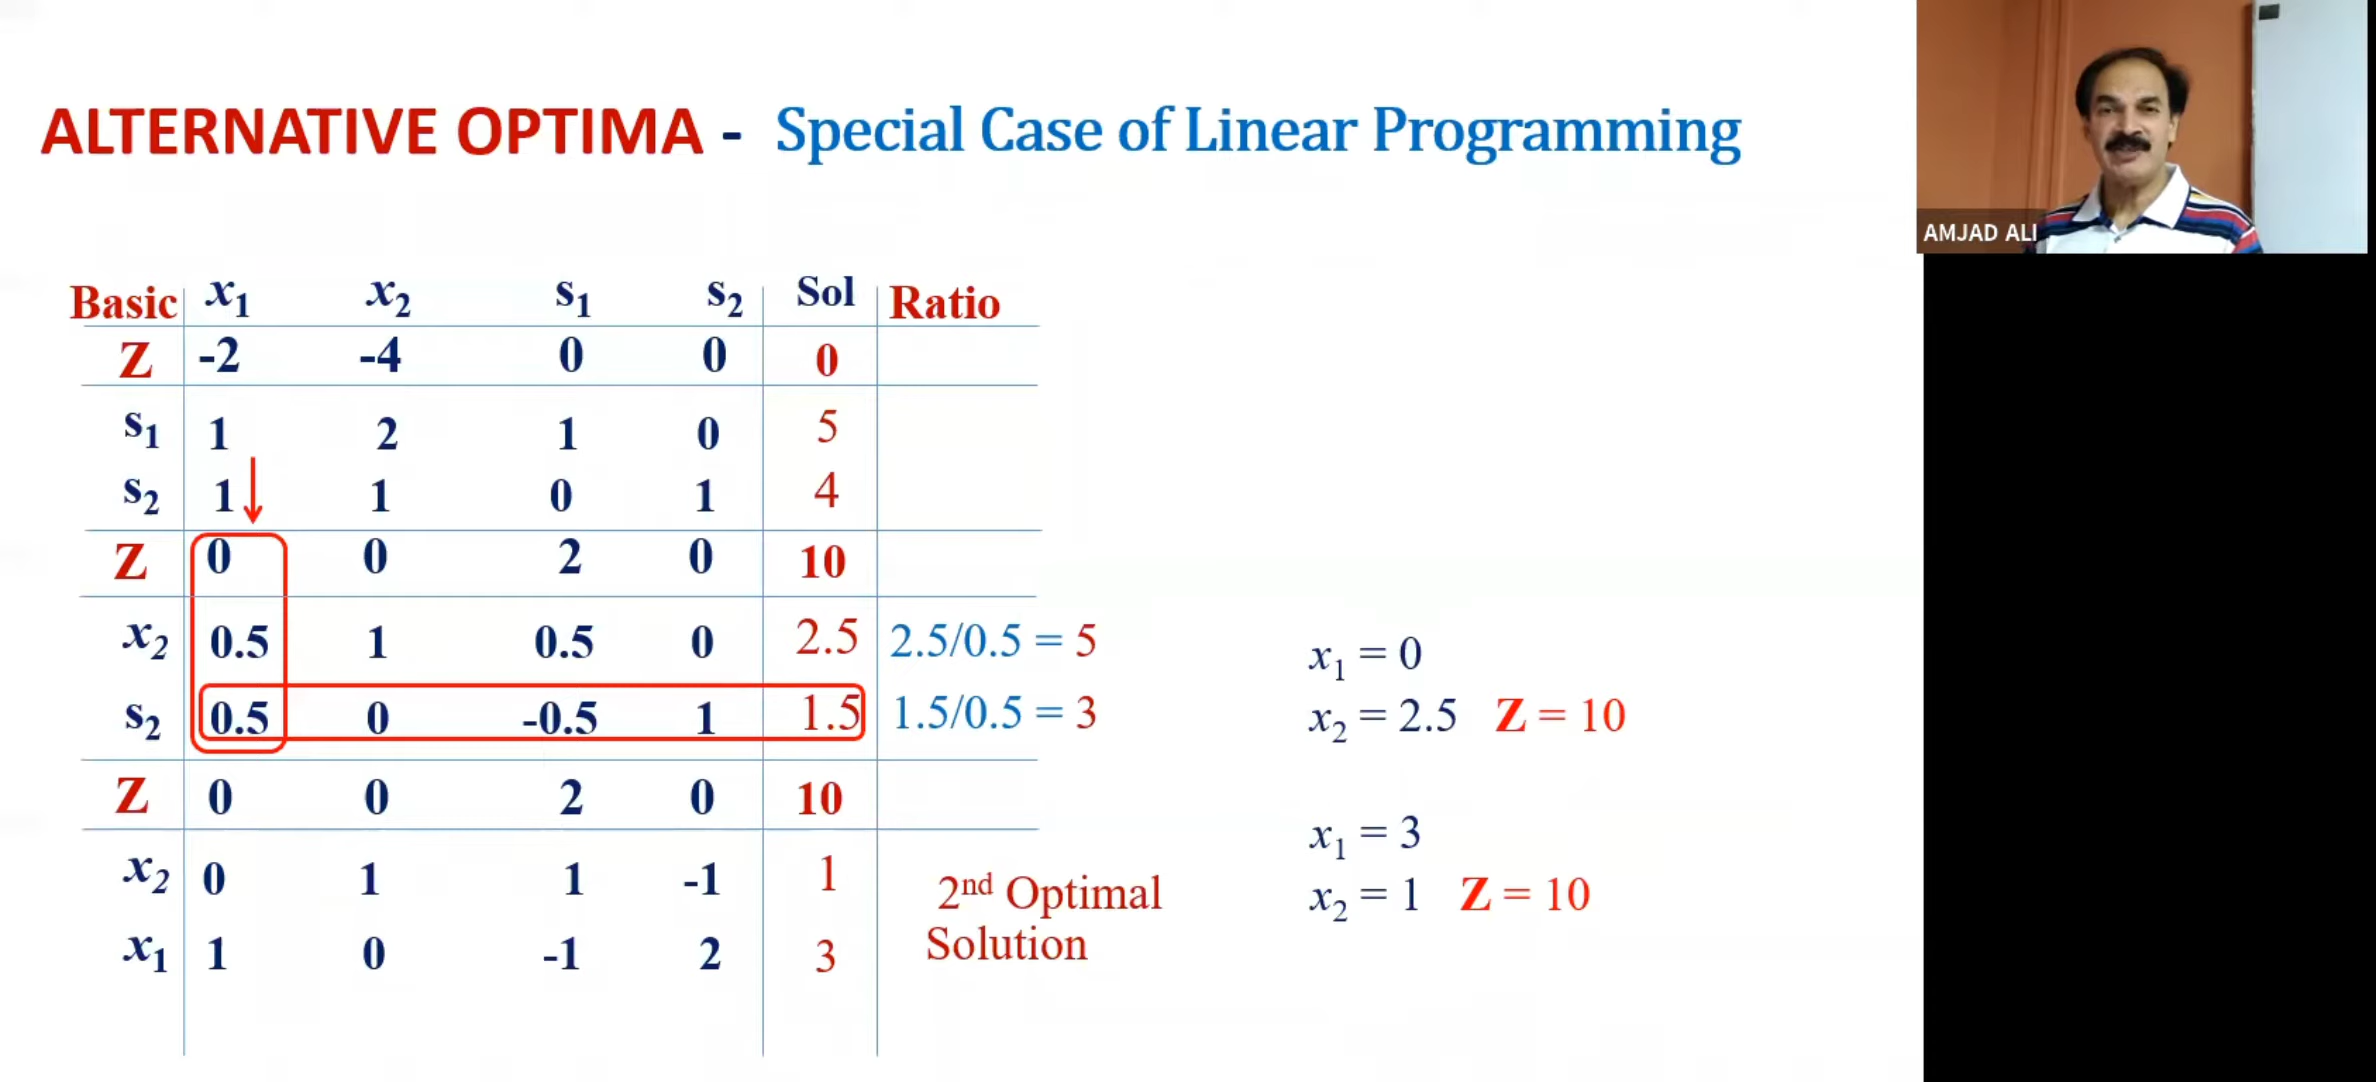 ALTERNATIVE OPTIMA - Special Case of Linear Programming
AMJAD ALI
Basic x₁ x₂ s₁ s₂ Sol Ratio
Z -2 -4 0 0 0
s₁ 1 2 1 0 5
s₂ 1 1 0 1 4
Z 0 0 2 0 10
x₂ 0.5 1 0.5 0 2.5 2.5/0.5 = 5
s₂ 0.5 0 -0.5 1 1.5 1.5/0.5 = 3
Z 0 0 2 0 10
x₂ 0 1 1 -1 1
x₁ 1 0 -1 2 3
2ⁿᵈ Optimal
Solution
x₁ = 0
x₂ = 2.5 Z = 10
x₁ = 3
x₂ = 1 Z = 10